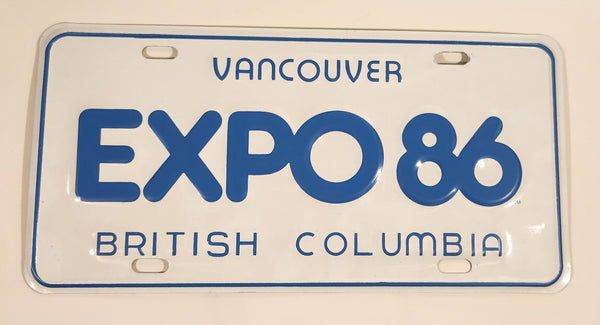 VANCOUVER
EXPO 86
BRITISH COLUMBIA